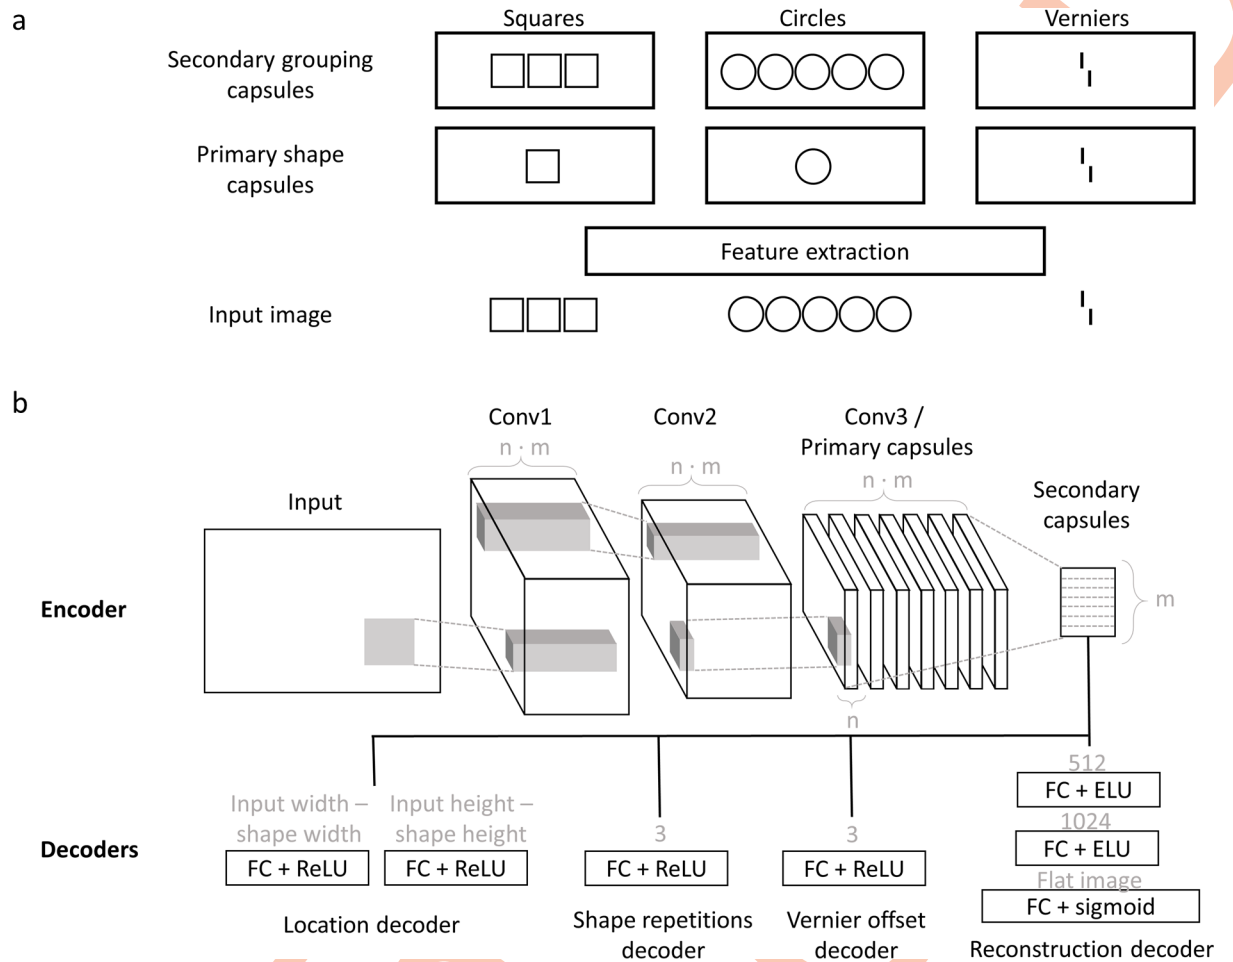 a
Squares
Circles
Verniers
Secondary grouping
capsules
Primary shape
capsules
Feature extraction
Input image
b
Conv1
n · m
Conv2
n · m
Conv3 /
Primary capsules
n · m
Input
Secondary
capsules
Encoder
m
n
Decoders
Input width –
shape width
FC + ReLU
Input height –
shape height
FC + ReLU
Location decoder
3
FC + ReLU
Shape repetitions
decoder
3
FC + ReLU
Vernier offset
decoder
512
FC + ELU
1024
FC + ELU
Flat image
FC + sigmoid
Reconstruction decoder